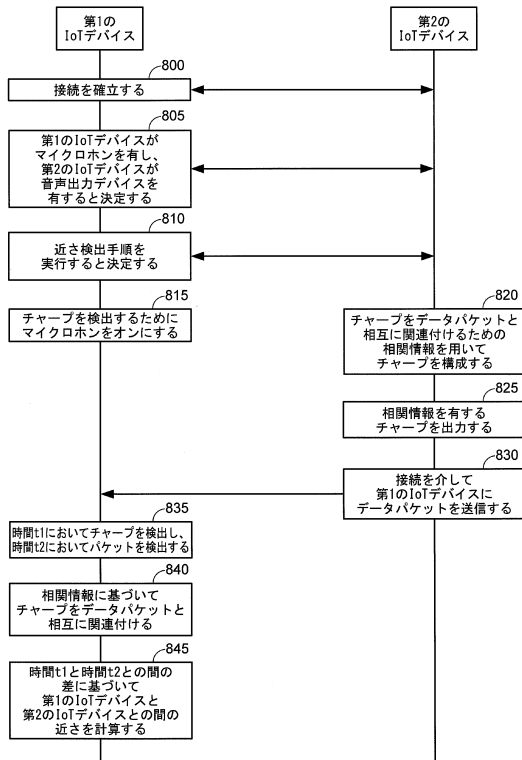 第1の
IoTデバイス
第2の
IoTデバイス
800
接続を確立する
805
第1のIoTデバイスが
マイクロホンを有し、
第2のIoTデバイスが
音声出力デバイスを
有すると決定する
810
近さ検出手順を
実行すると決定する
815
チャープを検出するために
マイクロホンをオンにする
820
チャープをデータパケットと
相互に関連付けるための
相関情報を用いて
チャープを構成する
825
相関情報を有する
チャープを出力する
830
接続を介して
第1のIoTデバイスに
データパケットを送信する
835
時間t1においてチャープを検出し、
時間t2においてパケットを検出する
840
相関情報に基づいて
チャープをデータパケットと
相互に関連付ける
845
時間t1と時間t2との間の
差に基づいて
第1のIoTデバイスと
第2のIoTデバイスとの間の
近さを計算する